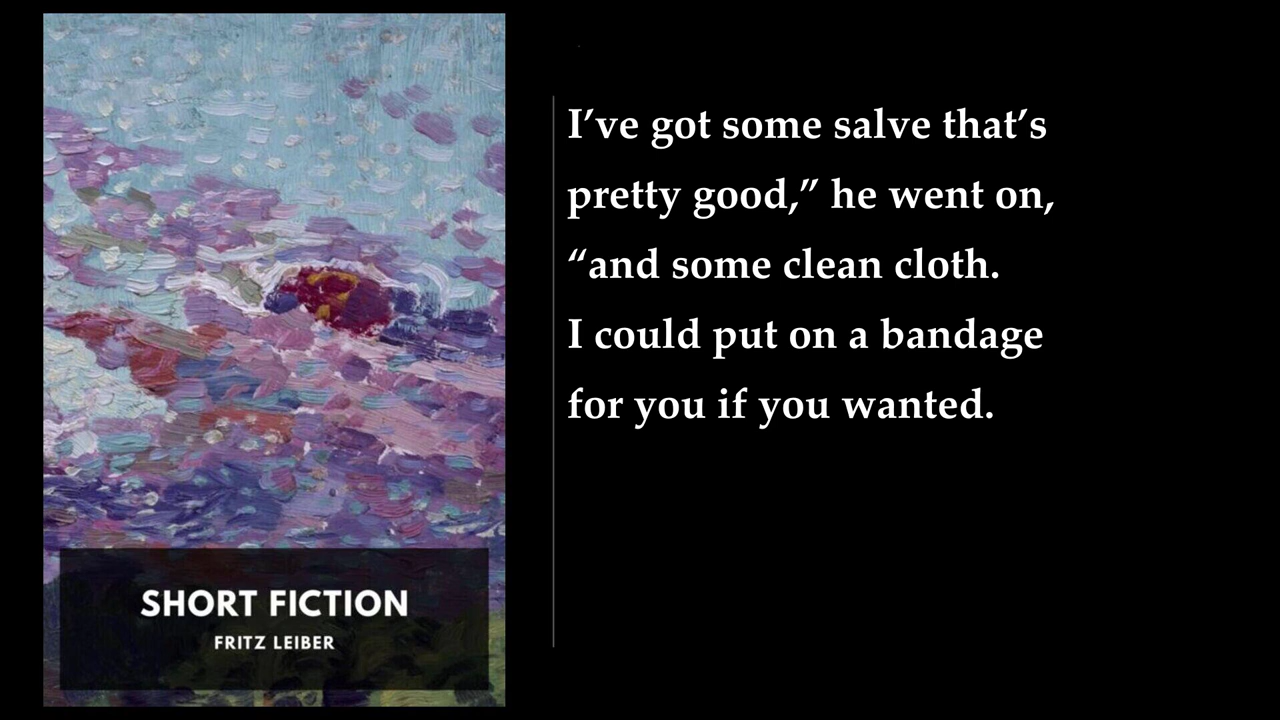 SHORT FICTION
FRITZ LEIBER
I’ve got some salve that’s
pretty good,” he went on,
“and some clean cloth.
I could put on a bandage
for you if you wanted.